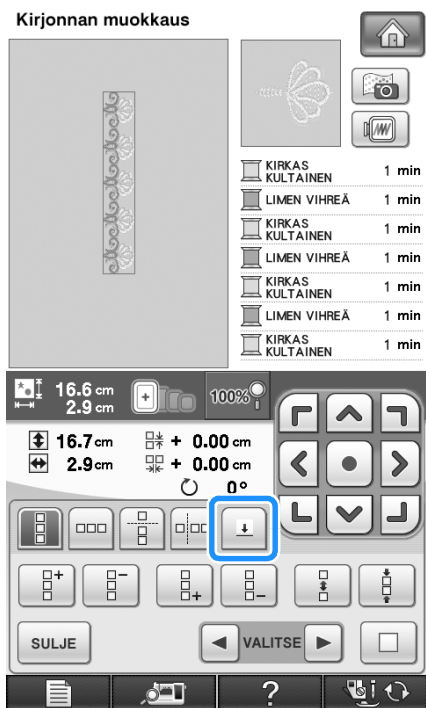 Kirjonnan muokkaus
KIRKAS
KULTAINEN
1 min
LIMEN VIHREÄ
1 min
KIRKAS
KULTAINEN
1 min
LIMEN VIHREÄ
1 min
KIRKAS
KULTAINEN
1 min
LIMEN VIHREÄ
1 min
KIRKAS
KULTAINEN
1 min
16.6 cm
2.9 cm
100%
16.7 cm
+ 0.00 cm
2.9 cm
+ 0.00 cm
0°
SULJE
VALITSE
?